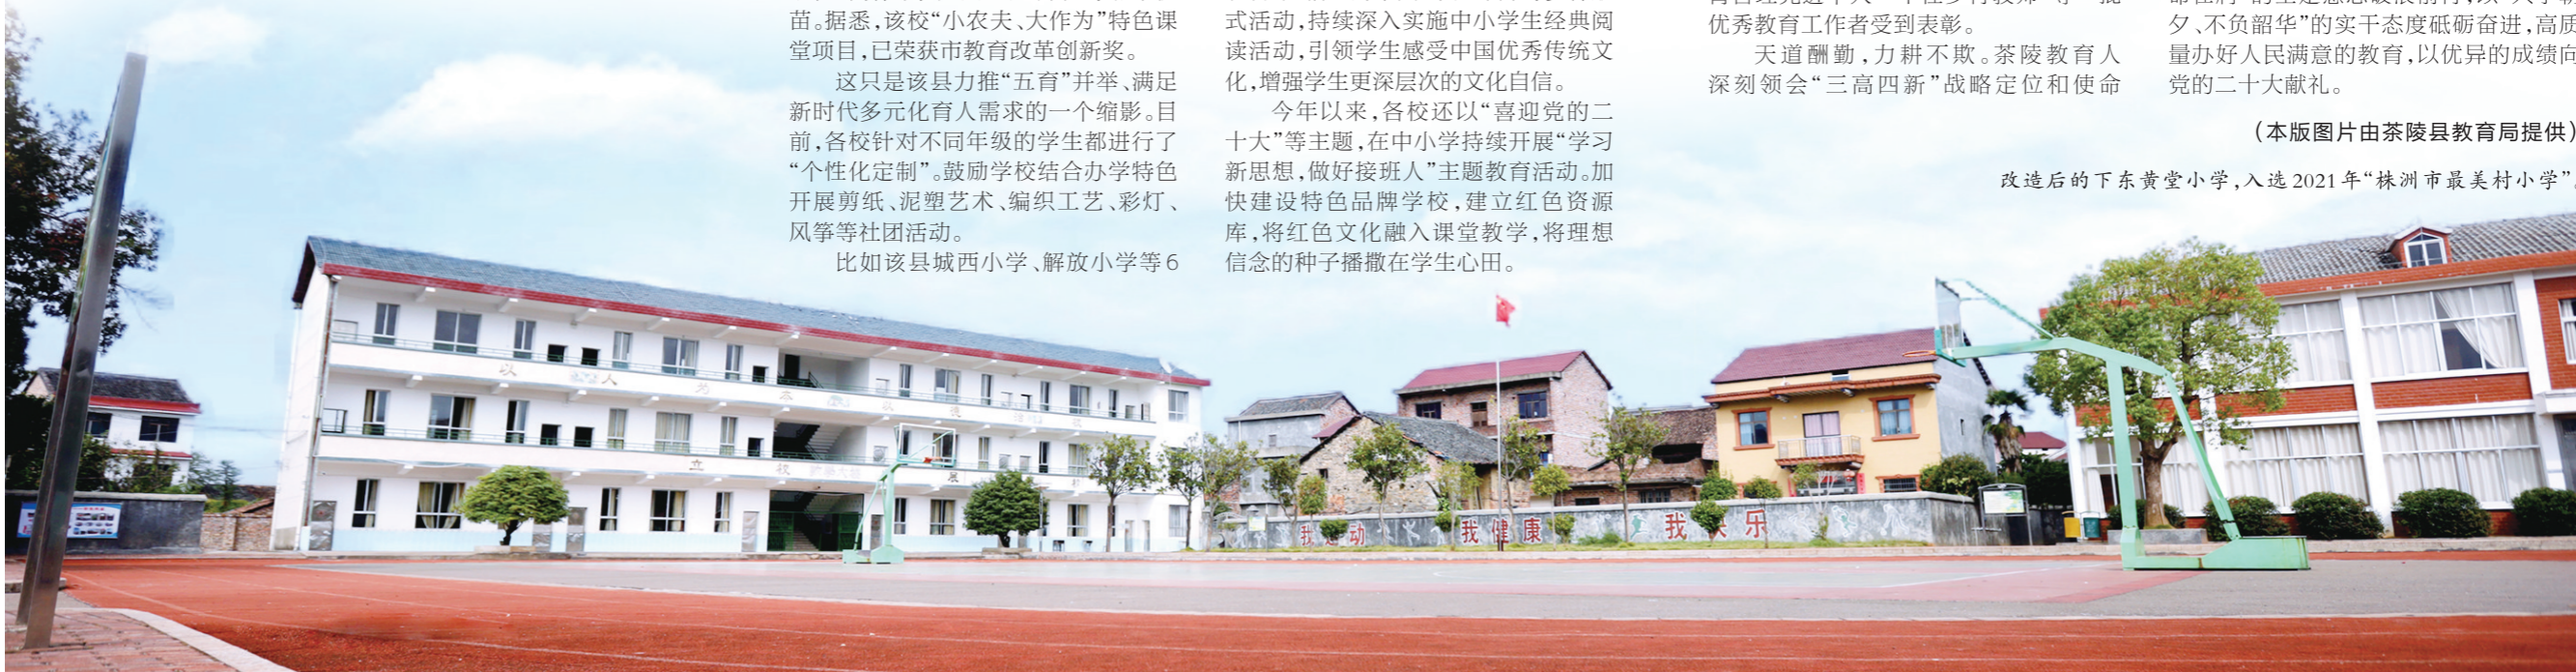 苗。据悉,该校“小农夫、大作为”特色课
堂项目,已荣获市教育改革创新奖。
这只是该县力推“五育”并举、满足
新时代多元化育人需求的一个缩影。目
前,各校针对不同年级的学生都进行了
“个性化定制”。鼓励学校结合办学特色
开展剪纸、泥塑艺术、编织工艺、彩灯、
风筝等社团活动。
比如该县城西小学、解放小学等6
式活动,持续深入实施中小学生经典阅
读活动,引领学生感受中国优秀传统文
化,增强学生更深层次的文化自信。
今年以来,各校还以“喜迎党的二
十大”等主题,在中小学持续开展“学习
新思想,做好接班人”主题教育活动。加
快建设特色品牌学校,建立红色资源
库,将红色文化融入课堂教学,将理想
信念的种子播撒在学生心田。
优秀教育工作者受到表彰。
天道酬勤,力耕不欺。茶陵教育人
深刻领会“三高四新”战略定位和使命
夕、不负韶华”的实干态度砥砺奋进,高质
量办好人民满意的教育,以优异的成绩向
党的二十大献礼。
(本版图片由茶陵县教育局提供)
改造后的下东黄堂小学,入选2021年“株洲市最美村小学”。
以 人 为 本
立 校
我 动 我健康 我快乐